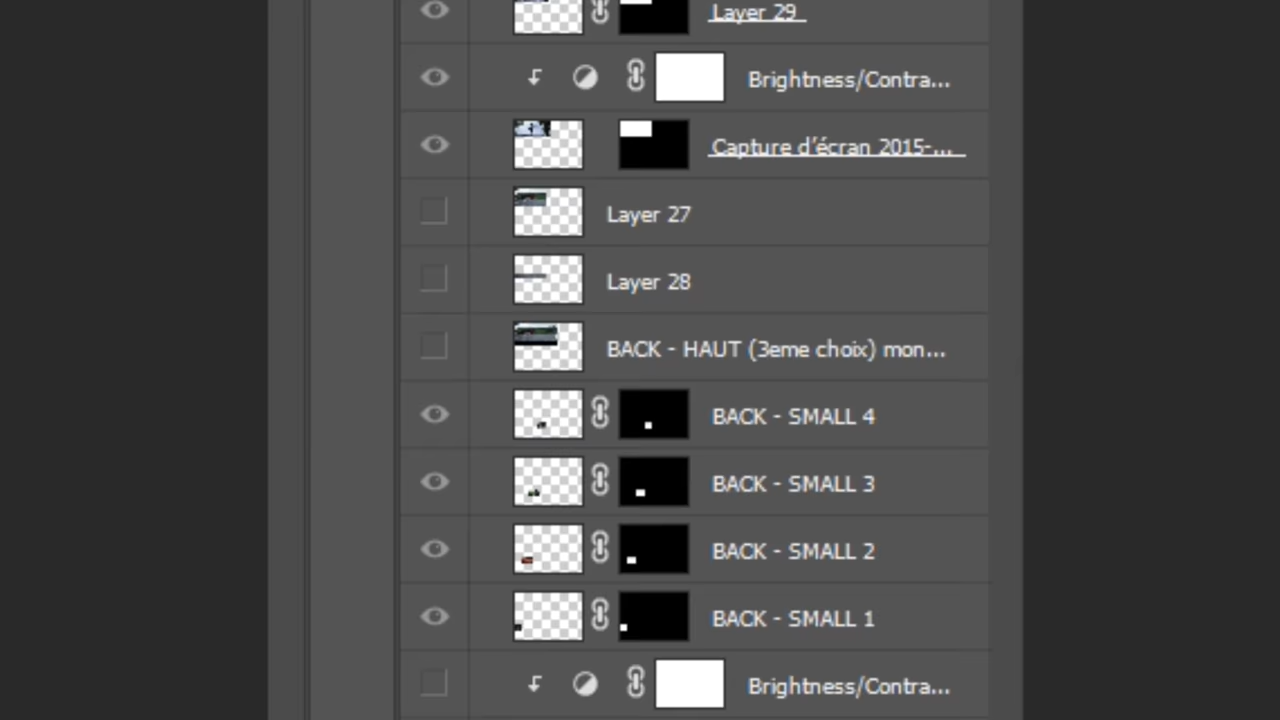 Layer 29
Brightness/Contra...
Capture d'écran 2015-...
Layer 27
Layer 28
BACK - HAUT (3eme choix) mon...
BACK - SMALL 4
BACK - SMALL 3
BACK - SMALL 2
BACK - SMALL 1
Brightness/Contra...